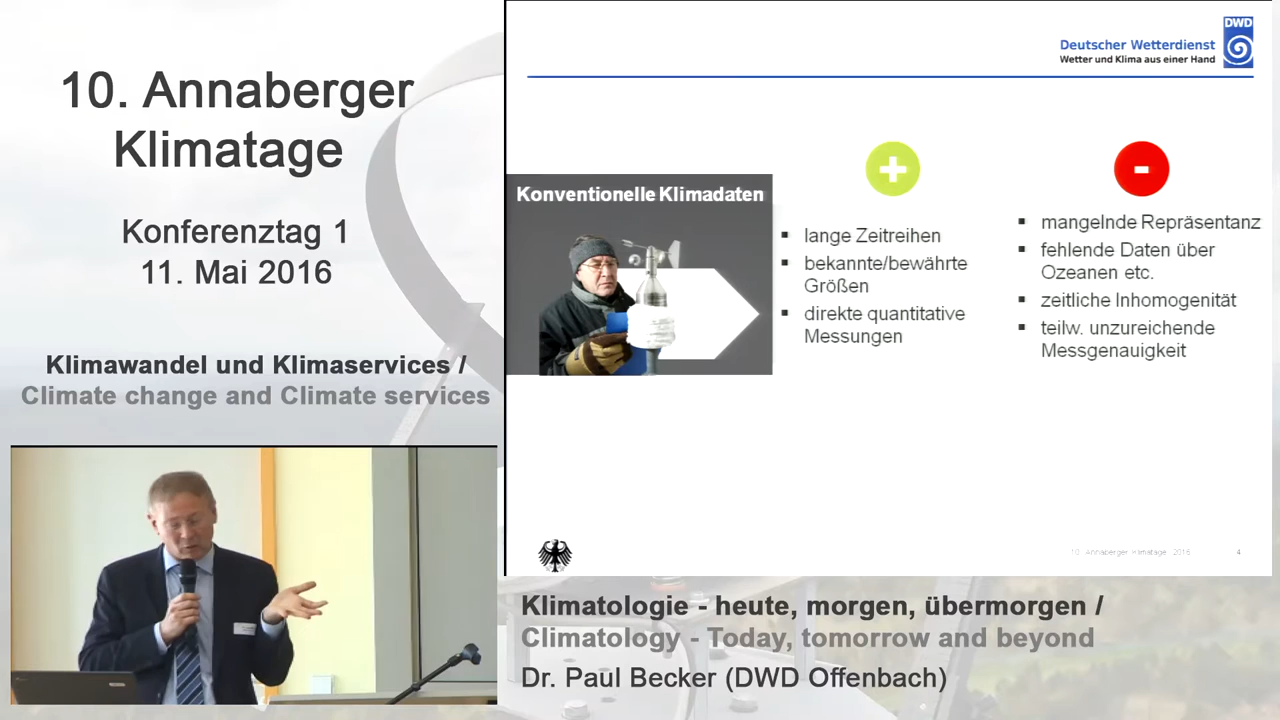 10. Annaberger
Klimatage
Konferenztag 1
11. Mai 2016
Klimawandel und Klimaservices /
Climate change and Climate services
DWD
Deutscher Wetterdienst
Wetter und Klima aus einer Hand
+
-
Konventionelle Klimadaten
▪ lange Zeitreihen
▪ bekannte/bewährte
Größen
▪ direkte quantitative
Messungen
▪ mangelnde Repräsentanz
▪ fehlende Daten über
Ozeanen etc.
▪ zeitliche Inhomogenität
▪ teilw. unzureichende
Messgenauigkeit
10. Annaberger Klimatage 2016
4
Klimatologie - heute, morgen, übermorgen /
Climatology - Today, tomorrow and beyond
Dr. Paul Becker (DWD Offenbach)